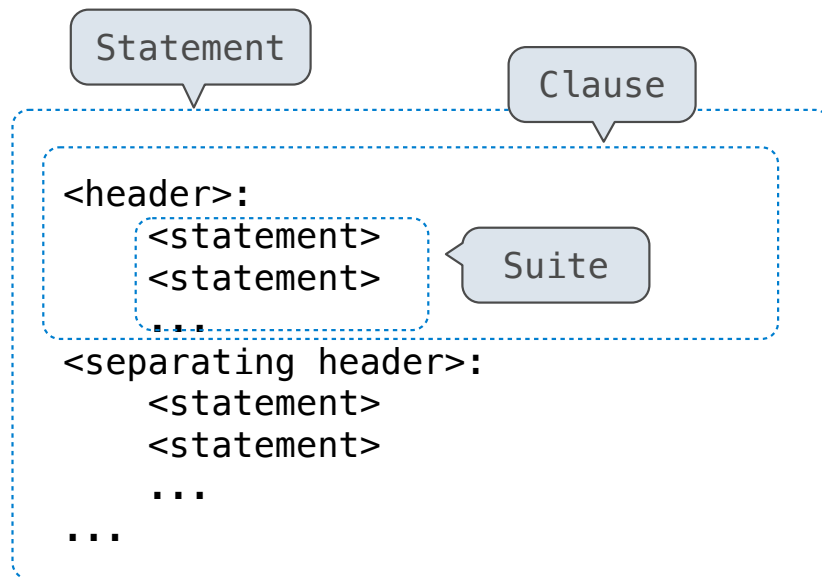 Statement
Clause
<header>:
<statement>
<statement>
Suite
...
<separating header>:
<statement>
<statement>
...
...